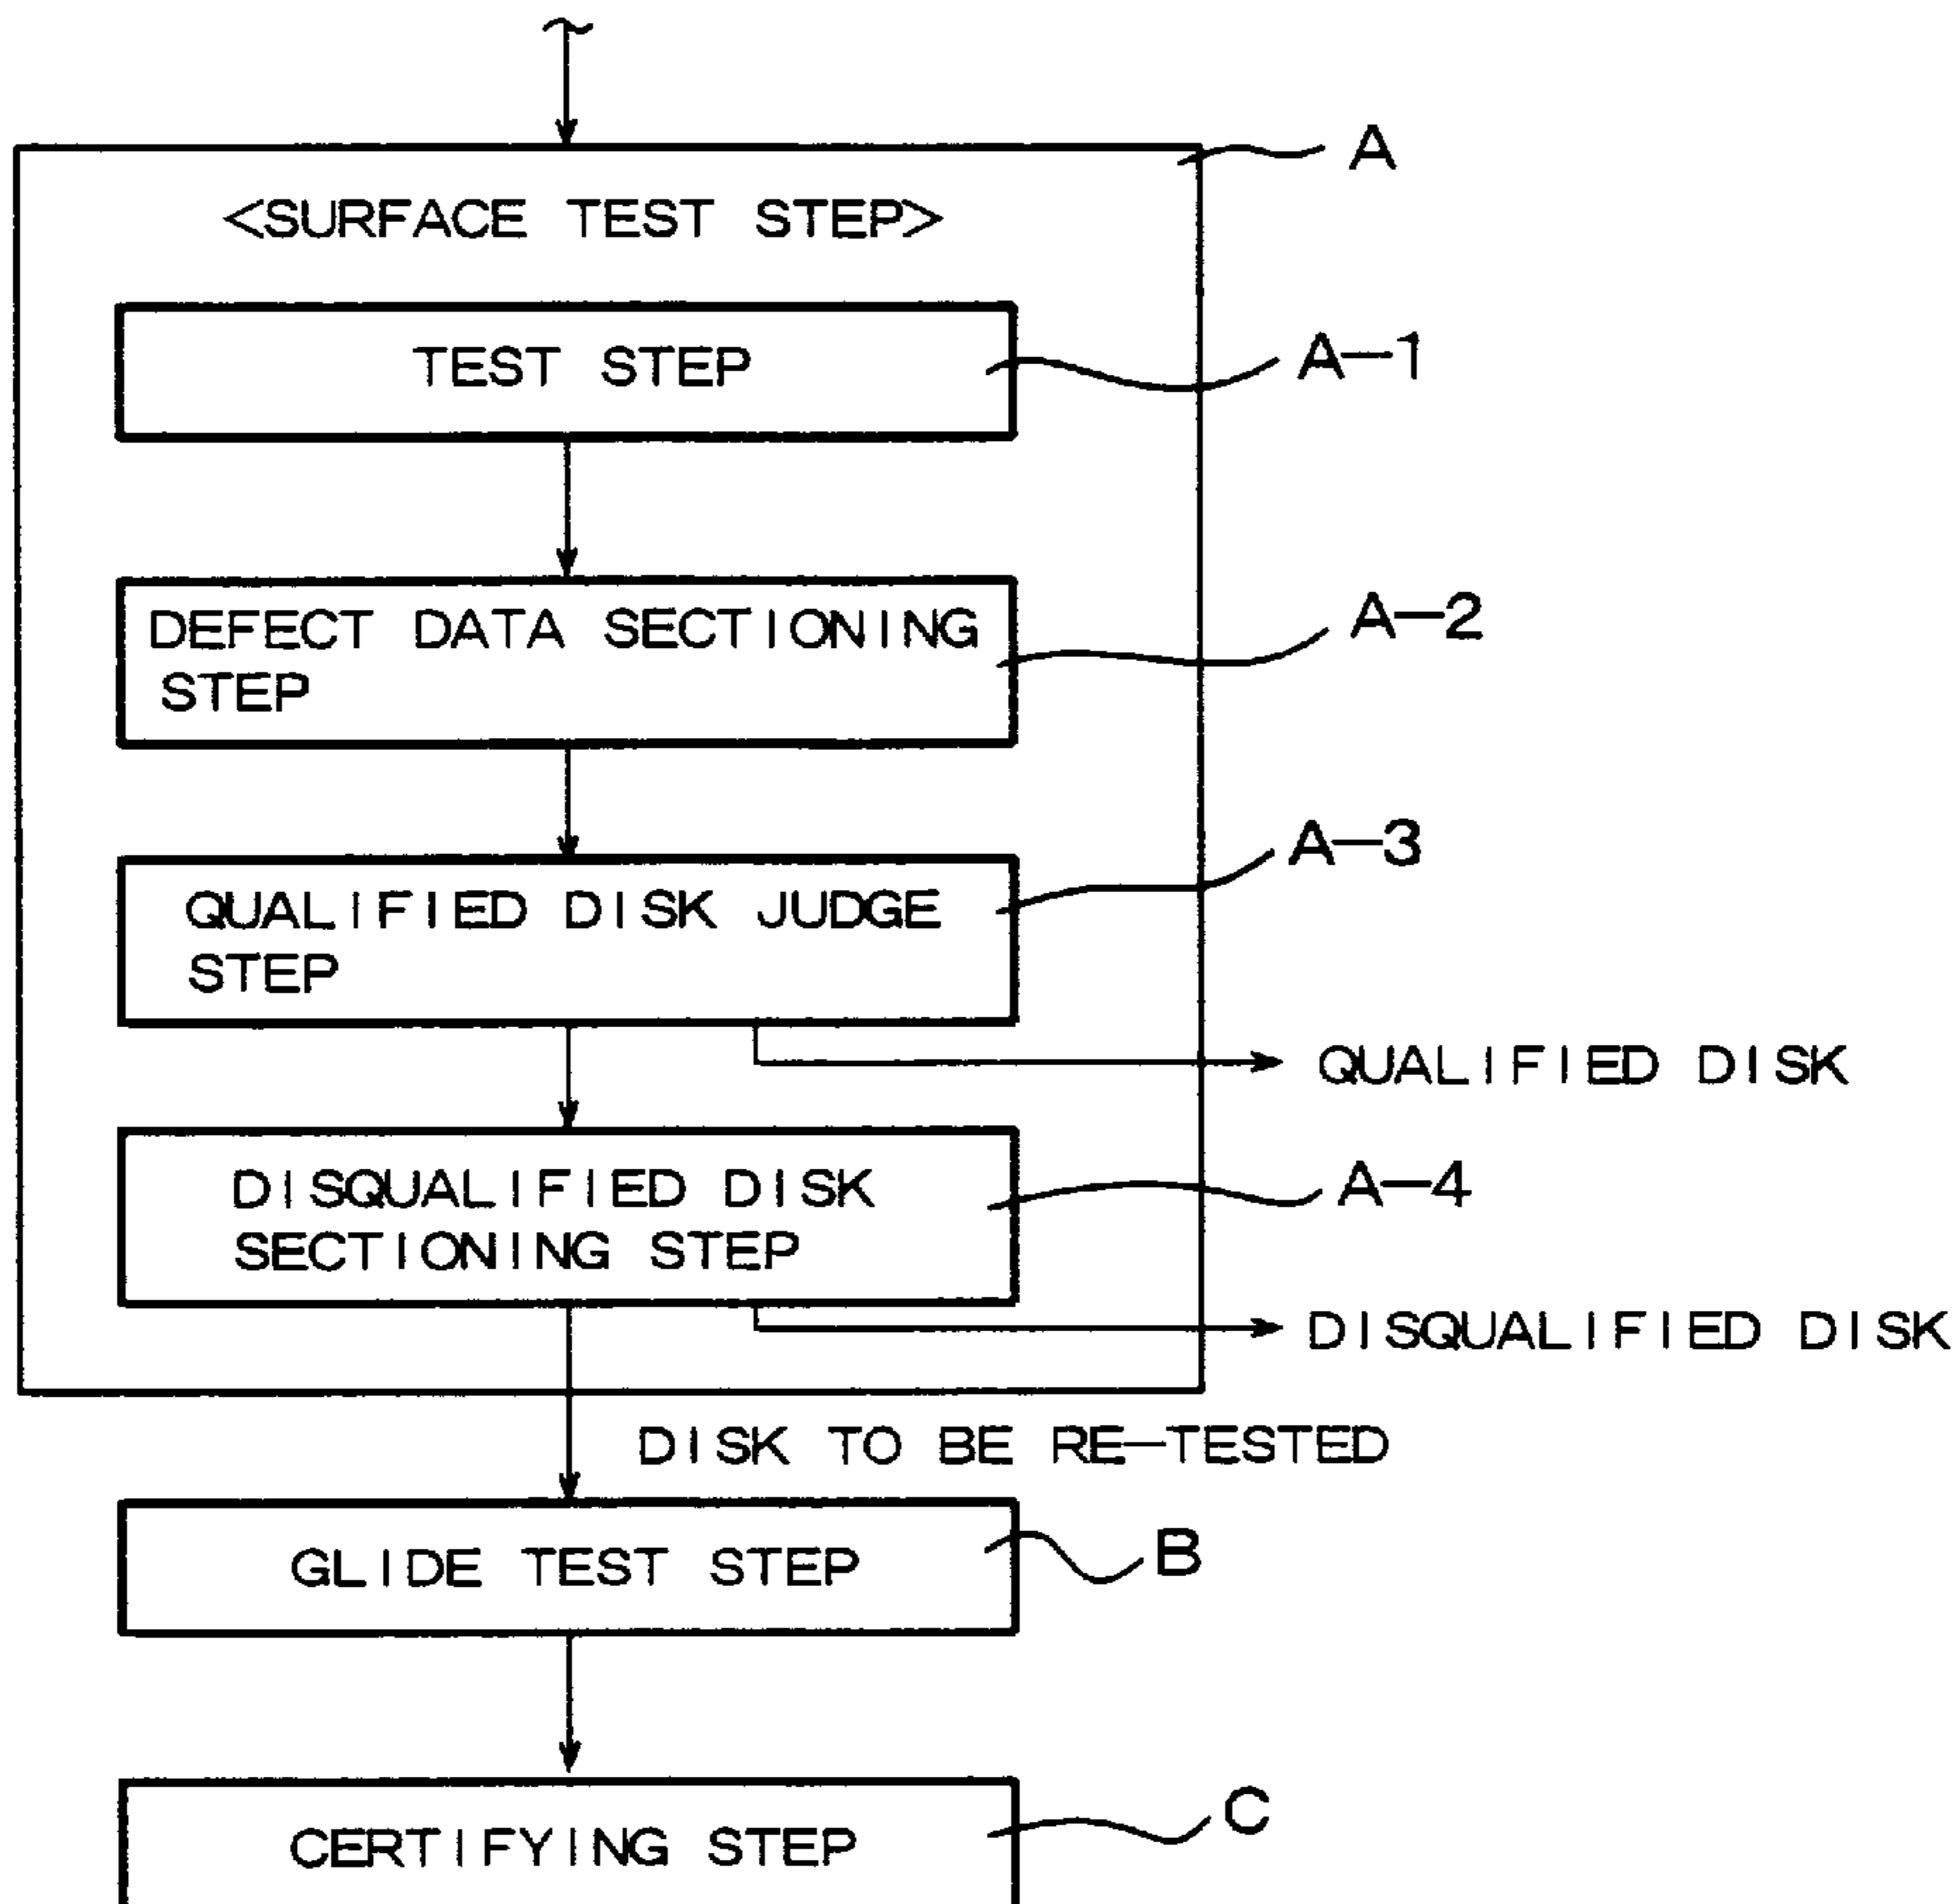 A
<SURFACE TEST STEP>
TEST STEP
A-1
DEFECT DATA SECTIONING
STEP
A-2
QUALIFIED DISK JUDGE
STEP
A-3
QUALIFIED DISK
DISQUALIFIED DISK
SECTIONING STEP
A-4
DISQUALIFIED DISK
DISK TO BE RE-TESTED
GLIDE TEST STEP
B
CERTIFYING STEP
C